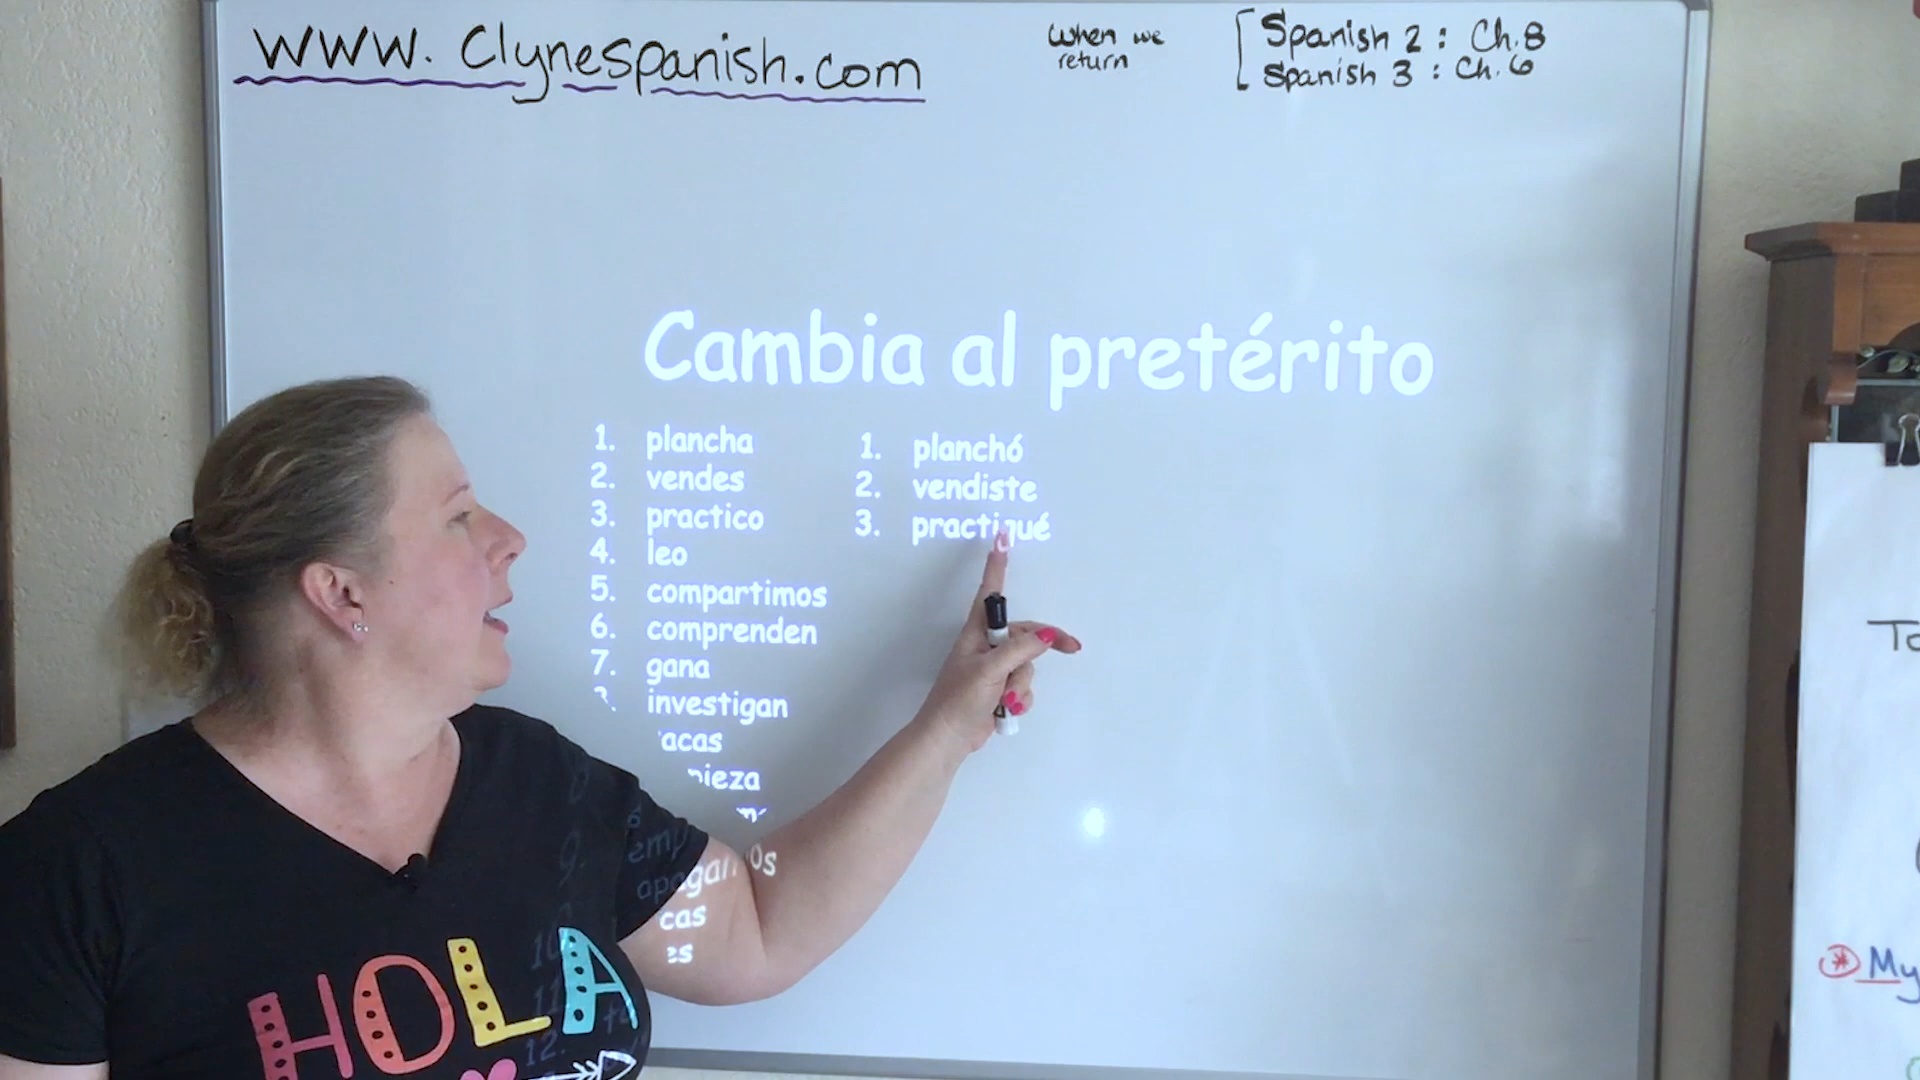 www.Clynespanish.com
When we
return
Spanish 2: Ch.8
Spanish 3: Ch.6
Cambia al pretérito
1. plancha
2. vendes
3. practico
4. leo
5. compartimos
6. comprenden
7. gana
investigan
1. planchó
2. vendiste
3. practiqué
HOLA
My